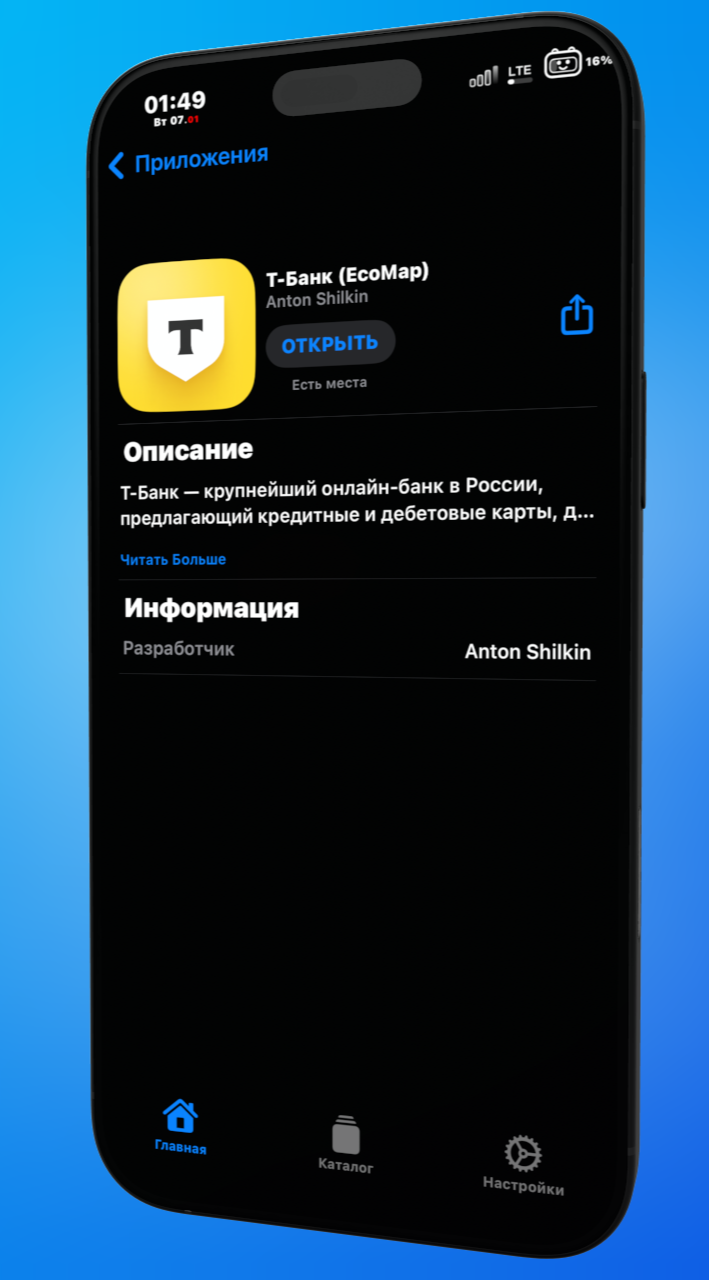 01:49
LTE
16%
Вт 07.01
Приложения
Т
Т-Банк (EcoMap)
Anton Shilkin
ОТКРЫТЬ
Есть места
Описание
Т-Банк — крупнейший онлайн-банк в России,
предлагающий кредитные и дебетовые карты, д...
Читать Больше
Информация
Разработчик
Anton Shilkin
Главная
Каталог
Настройки